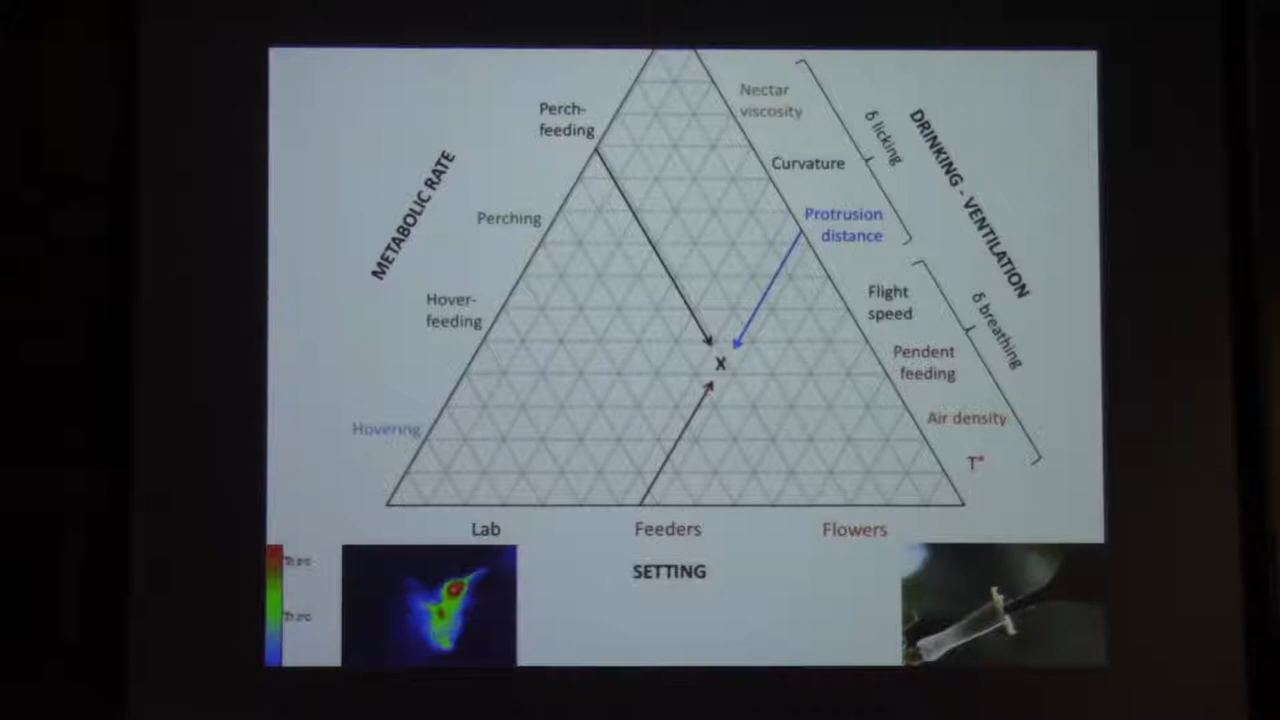 Perch-
feeding
Perching
Hover-
feeding
Hovering
METABOLIC RATE
Nectar
viscosity
Curvature
Protrusion
distance
Flight
speed
Pendent
feeding
Air density
T°
δ licking
δ breathing
DRINKING - VENTILATION
X
Lab
Feeders
Flowers
SETTING